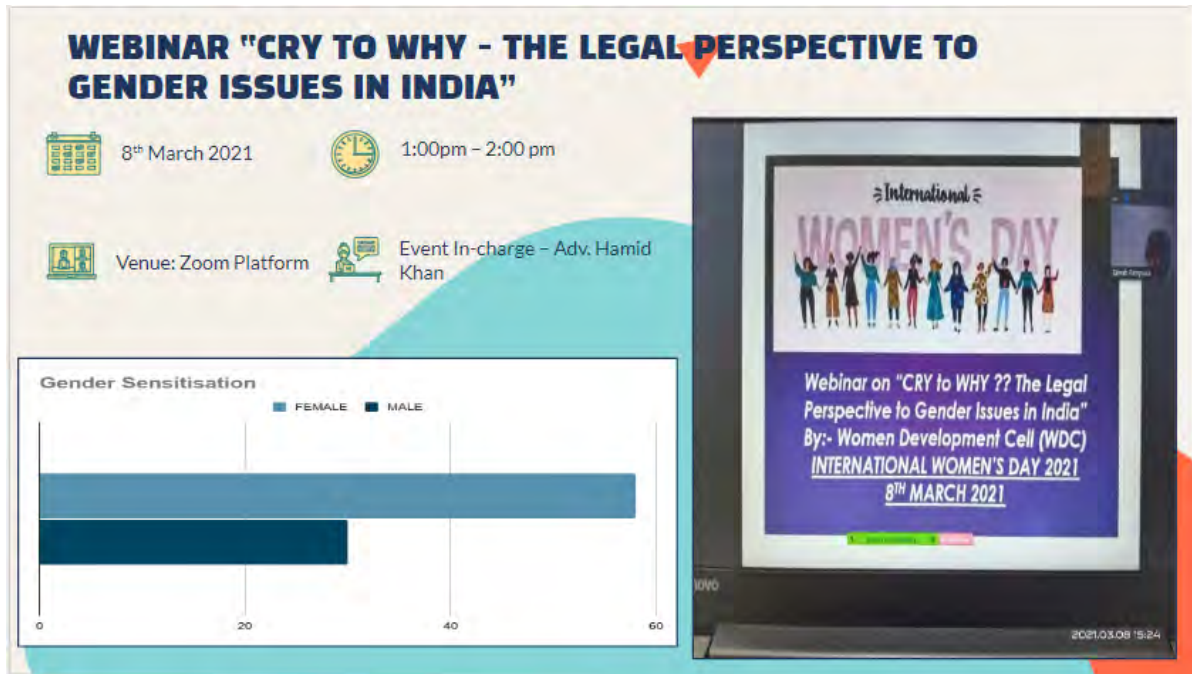 WEBINAR "CRY TO WHY – THE LEGAL PERSPECTIVE TO
GENDER ISSUES IN INDIA”
8th March 2021
1:00pm – 2:00 pm
Venue: Zoom Platform
Event In-charge – Adv. Hamid
Khan
Gender Sensitisation
FEMALE MALE
0 20 40 60
International
WOMEN'S DAY
Webinar on “CRY to WHY ?? The Legal
Perspective to Gender Issues in India”
By:- Women Development Cell (WDC)
INTERNATIONAL WOMEN'S DAY 2021
8TH MARCH 2021
2021.03.08 15:24